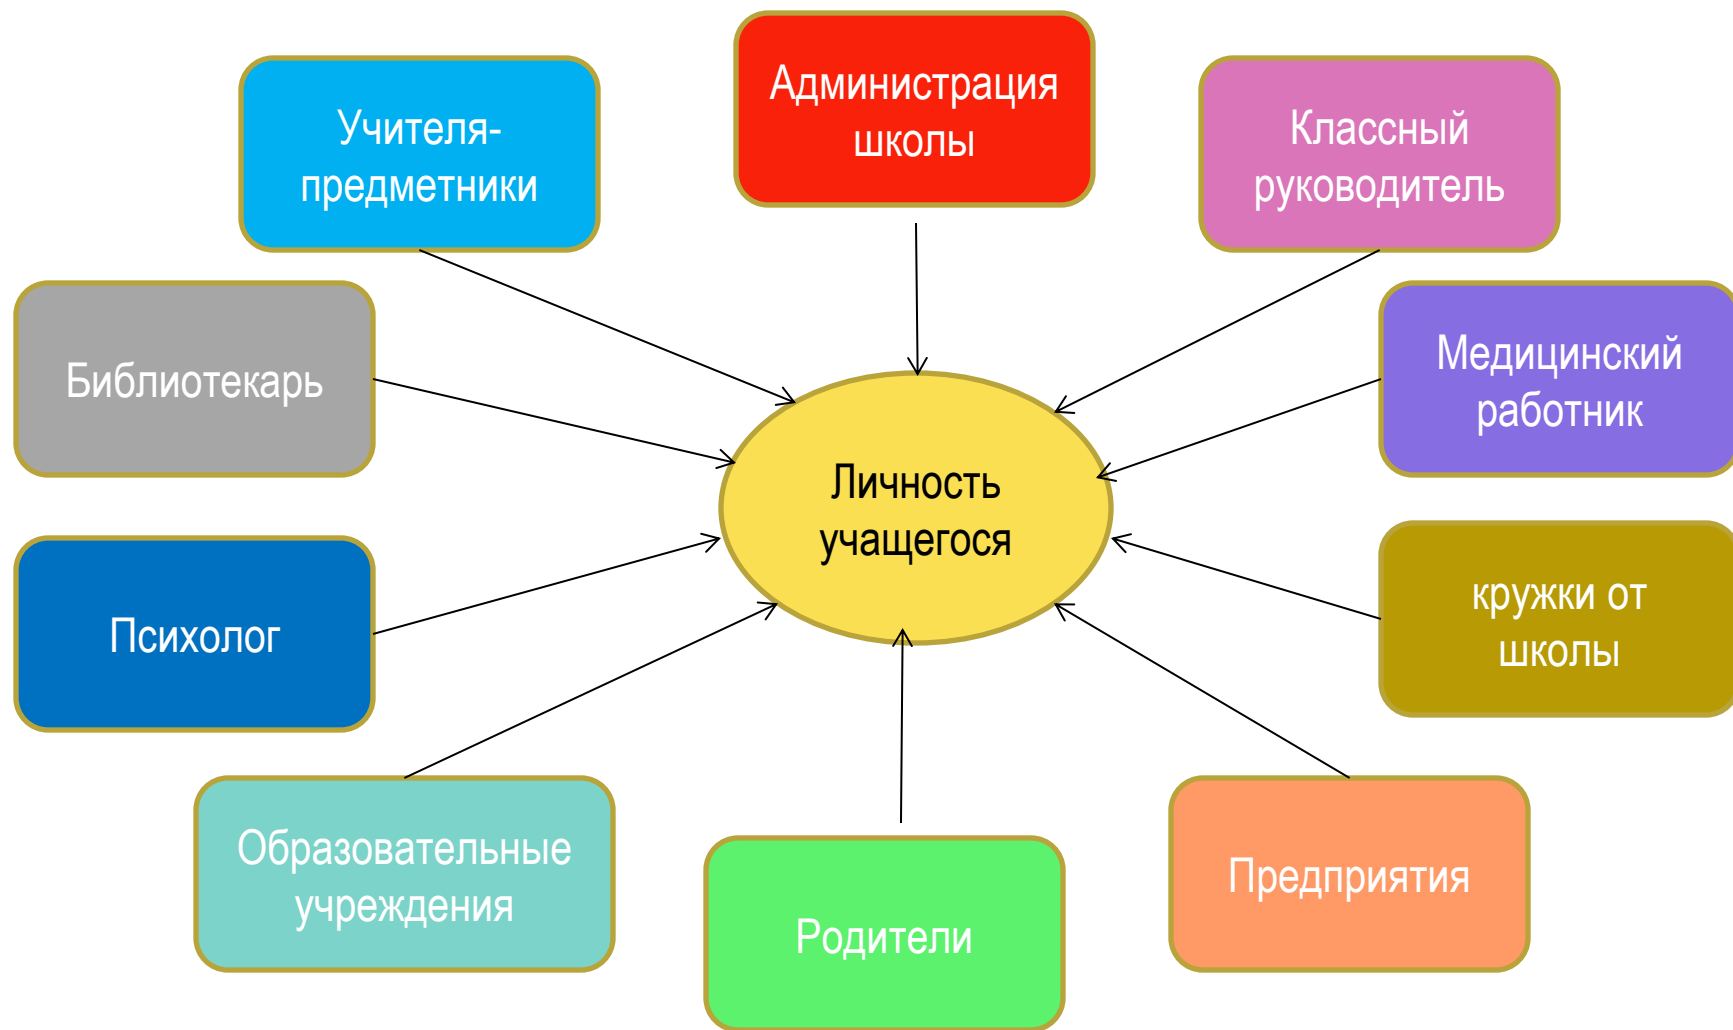 Администрация
школы
Учителя-
предметники
Классный
руководитель
Библиотекарь
Медицинский
работник
Личность
учащегося
Психолог
кружки от
школы
Образовательные
учреждения
Родители
Предприятия